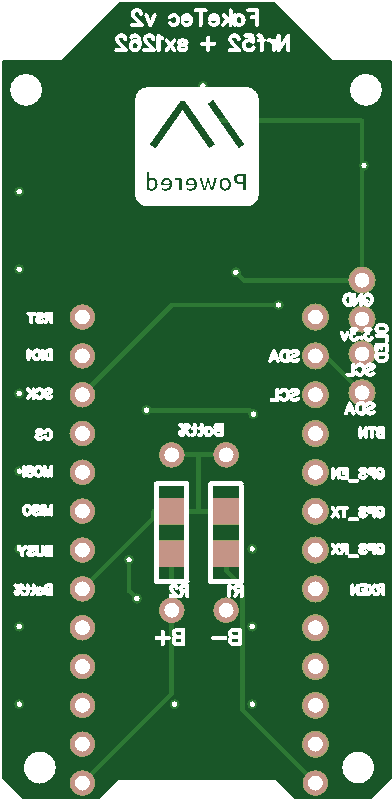 FakeTeC v2
Nrf52 + sx1262
Powered
GND
3.3v
OLED
SCL
SDA
RST
DIO1
SCK
CS
MOSI
MISO
BUSY
BattX
BattX
SDA
SCL
BTN
GPS_EN
GPS_TX
GPS_RX
RXEN
R1
R2
B-
B+